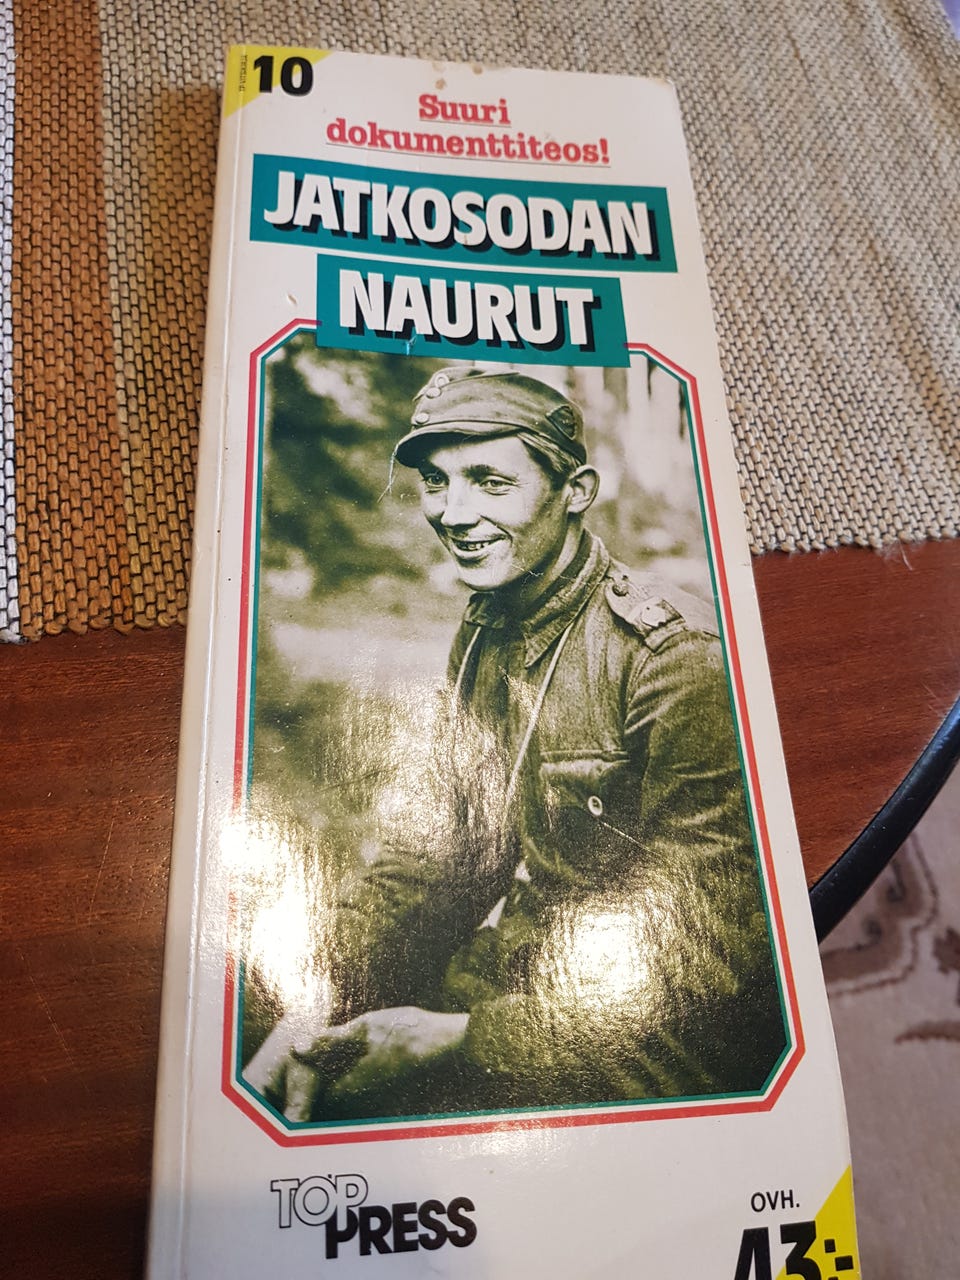 10
Suuri
dokumenttiteos!
JATKOSODAN
NAURUT
TOP
PRESS
OVH.
43:-